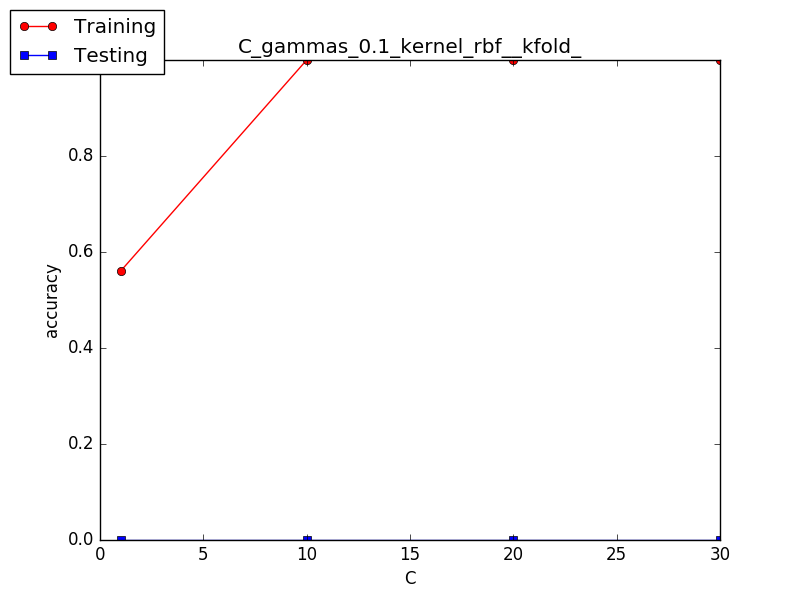 Training
Testing
C_gammas_0.1_kernel_rbf__kfold_
0.8
0.6
accuracy
0.4
0.2
0.0
0 5 10 15 20 25 30
C